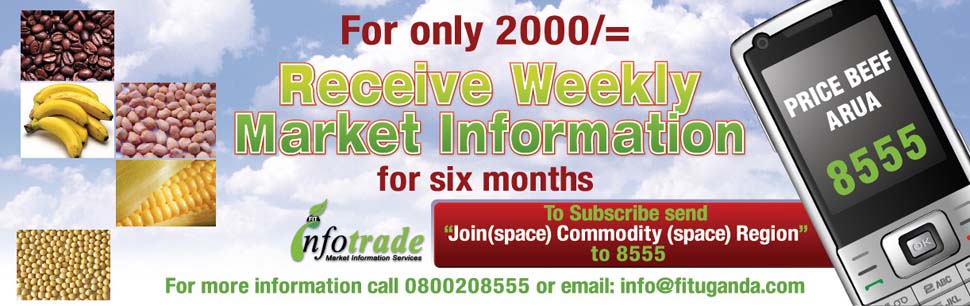 For only 2000/=
Receive Weekly
Market Information
for six months
FIT
Infotrade
Market Information Services
To Subscribe send
“Join(space) Commodity (space) Region”
to 8555
For more information call 0800208555 or email: info@fituganda.com
PRICE BEEF
ARUA
8555
OK
2ABC